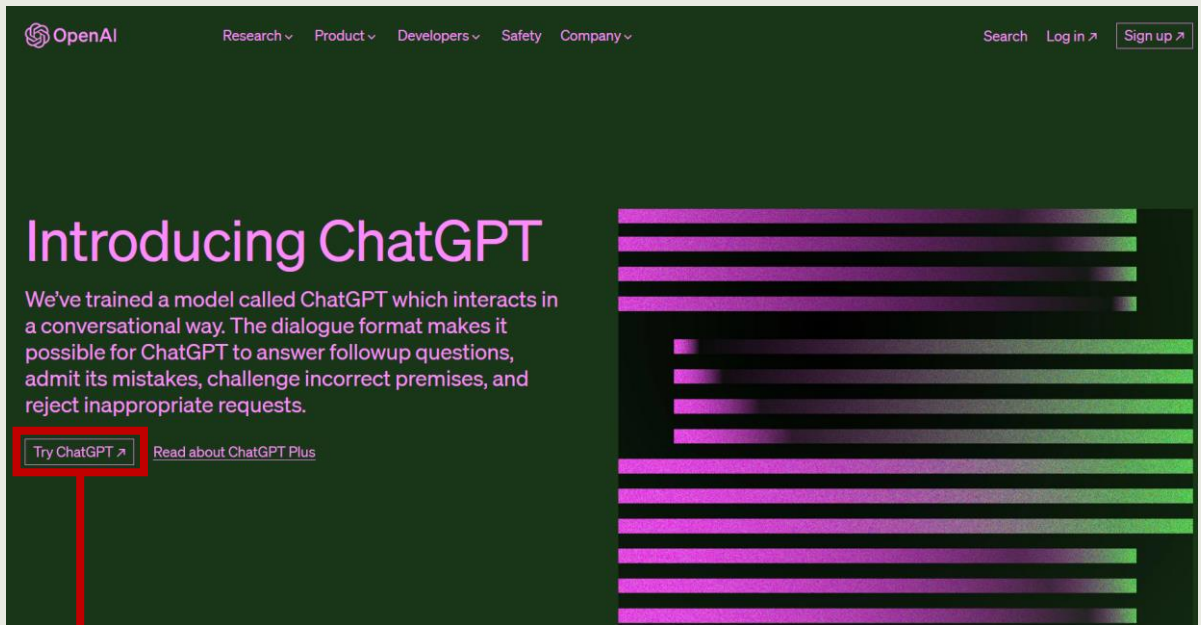 OpenAI Research Product Developers Safety Company Search Log in ↗ Sign up ↗
Introducing ChatGPT
We’ve trained a model called ChatGPT which interacts in
a conversational way. The dialogue format makes it
possible for ChatGPT to answer followup questions,
admit its mistakes, challenge incorrect premises, and
reject inappropriate requests.
Try ChatGPT ↗ Read about ChatGPT Plus